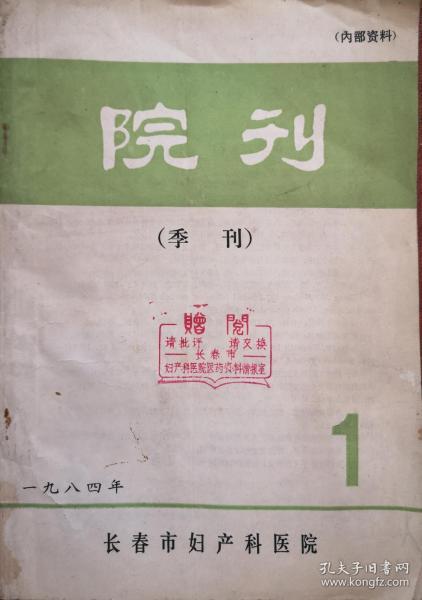 (内部资料)
院刊
(季 刊)
赠阅
请批评 请交换
长春市
妇产科医院医药资料情报室
1
一九八四年
长春市妇产科医院
孔夫子旧书网
www.kongfz.com